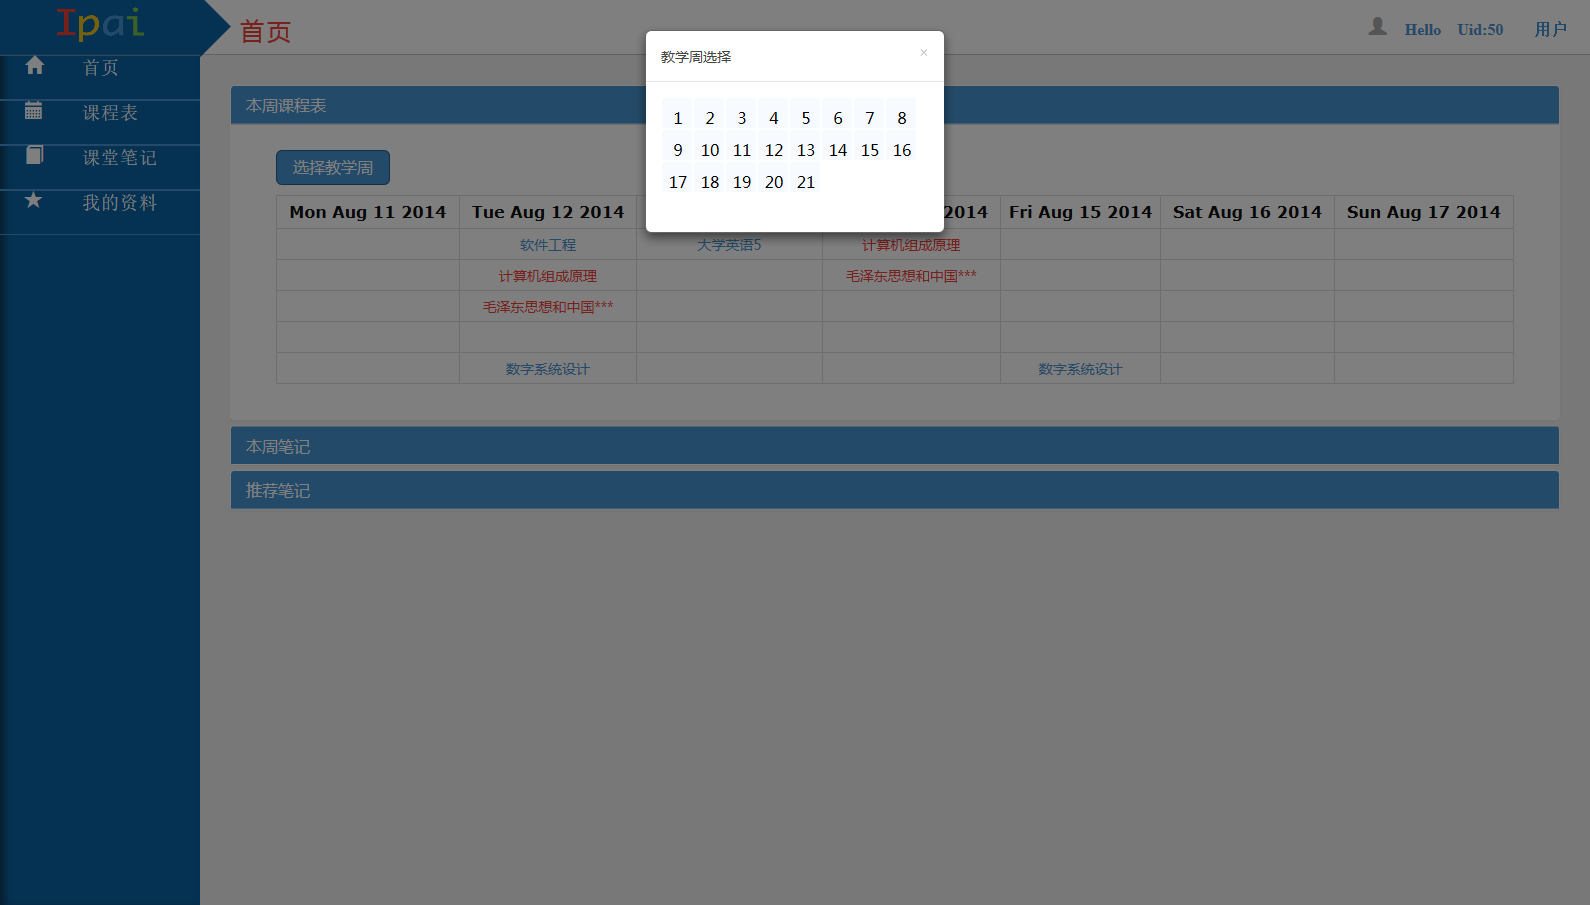 Ipai
首页
Hello Uid:50 用户
首页
课程表
课堂笔记
我的资料
教学周选择 ×
1 2 3 4 5 6 7 8
9 10 11 12 13 14 15 16
17 18 19 20 21
本周课程表
选择教学周
Mon Aug 11 2014 Tue Aug 12 2014 2014 Fri Aug 15 2014 Sat Aug 16 2014 Sun Aug 17 2014
软件工程 大学英语5 计算机组成原理
计算机组成原理 毛泽东思想和中国***
毛泽东思想和中国***
数字系统设计 数字系统设计
本周笔记
推荐笔记